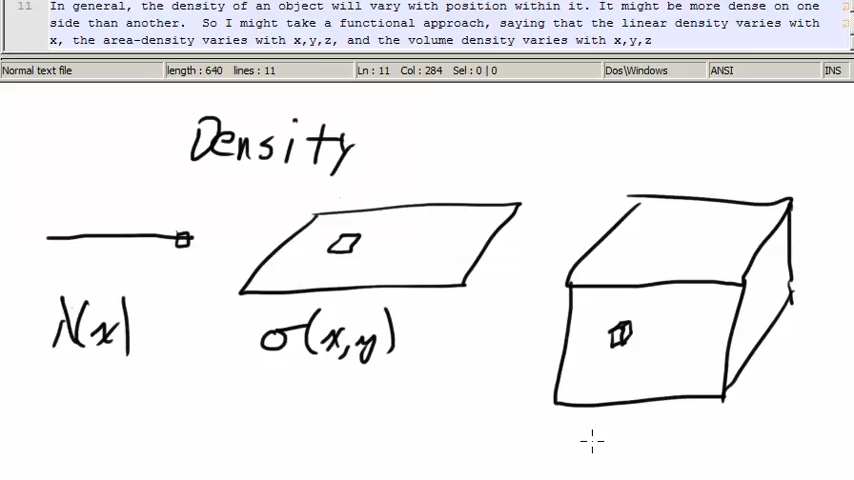 11 In general, the density of an object will vary with position within it. It might be more dense on one
side than another. So I might take a functional approach, saying that the linear density varies with
x, the area-density varies with x,y,z, and the volume density varies with x,y,z
Normal text file length : 640 lines : 11 Ln : 11 Col : 284 Sel : 0 | 0 Dos\Windows ANSI INS
Density
λ(x)
σ(x,y)